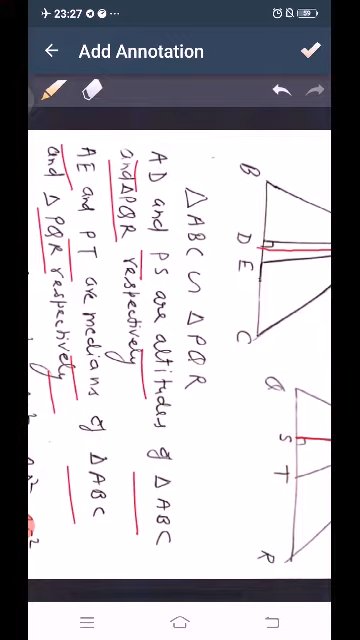 23:27
59
Add Annotation
B
D
E
C
Q
S
T
R
△ABC ∽ △PQR
AD and PS are altitudes of △ABC
and △PQR respectively
AE and PT are medians of △ABC
and △PQR respectively